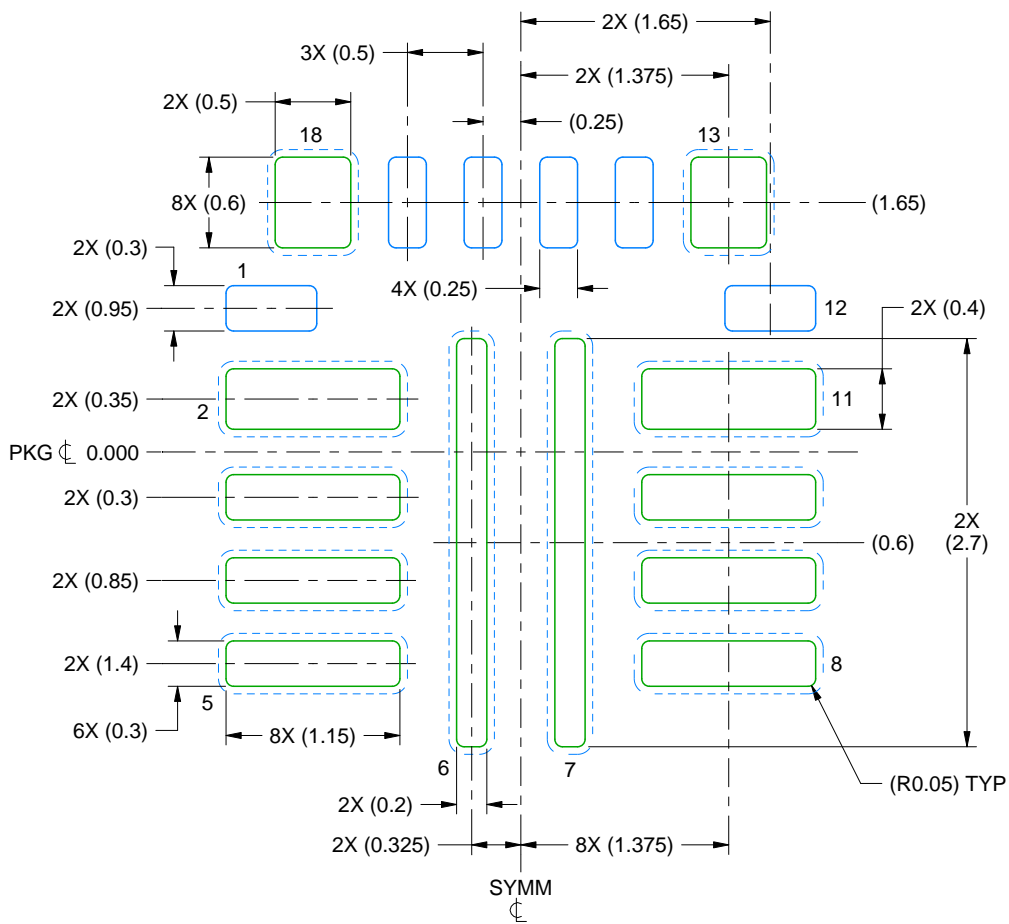 2X (1.65)
3X (0.5)
2X (1.375)
2X (0.5)
(0.25)
18
13
8X (0.6)
(1.65)
2X (0.3)
1
4X (0.25)
2X (0.95)
12
2X (0.4)
2X (0.35)
2
11
PKG ℄ 0.000
2X (0.3)
2X
(2.7)
(0.6)
2X (0.85)
2X (1.4)
8
5
6X (0.3)
8X (1.15)
6
7
(R0.05) TYP
2X (0.2)
2X (0.325)
8X (1.375)
SYMM
℄